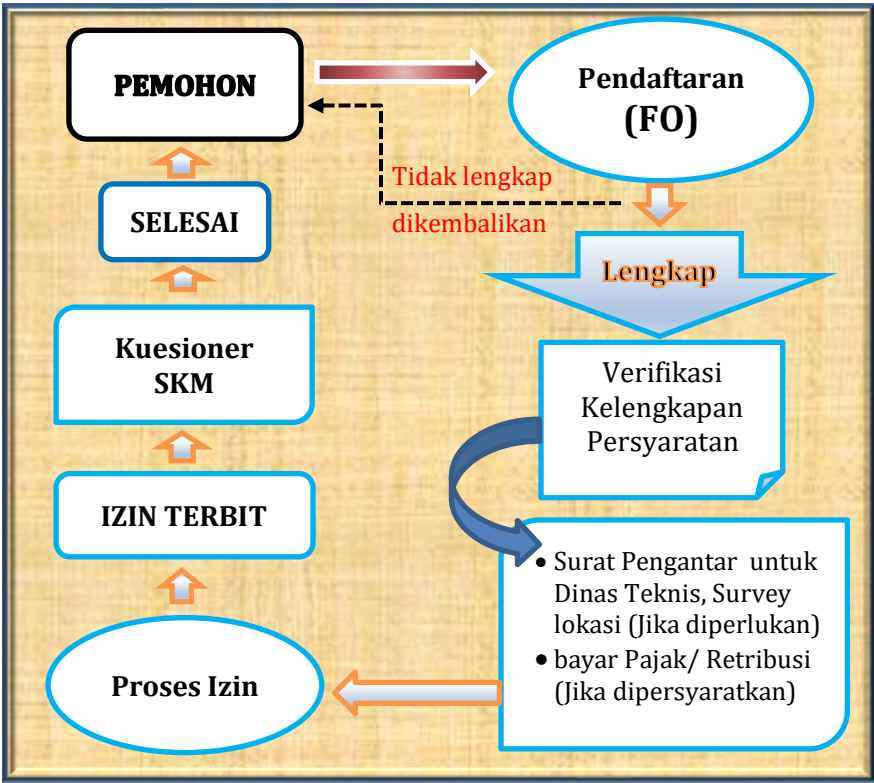 PEMOHON
Pendaftaran
(FO)
Tidak lengkap
dikembalikan
Lengkap
Verifikasi
Kelengkapan
Persyaratan
• Surat Pengantar untuk
Dinas Teknis, Survey
lokasi (Jika diperlukan)
• bayar Pajak/ Retribusi
(Jika dipersyaratkan)
Proses Izin
IZIN TERBIT
Kuesioner
SKM
SELESAI